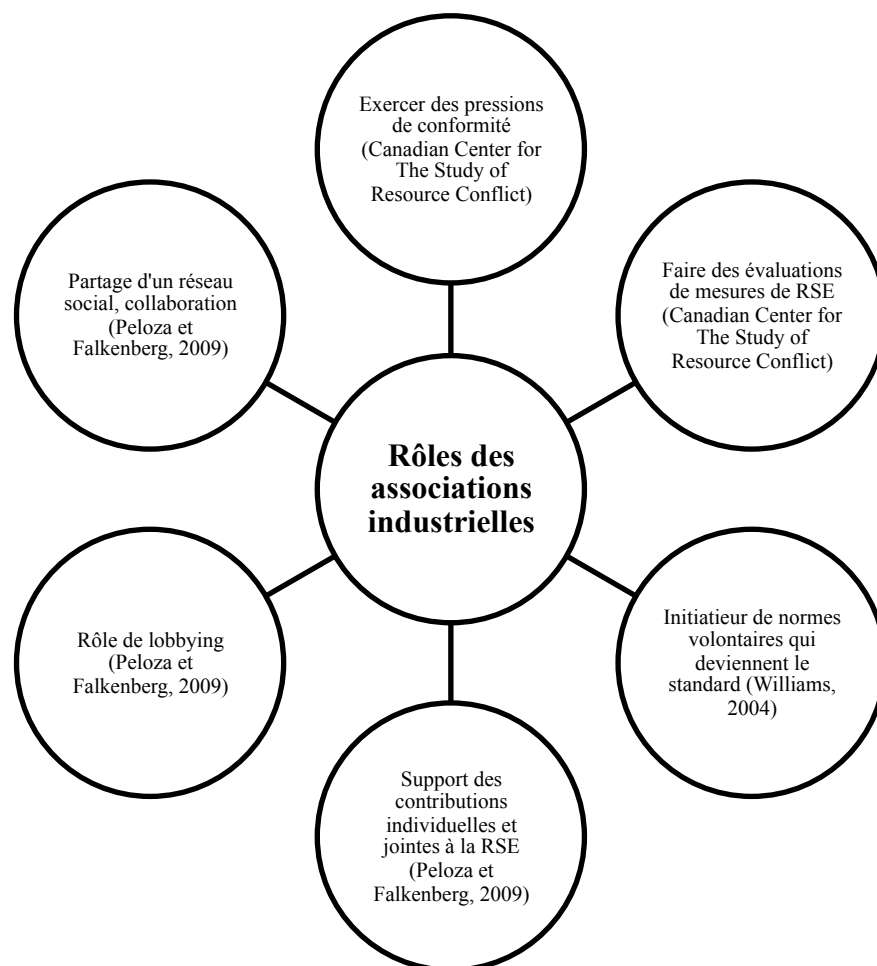 Exercer des pressions
de conformité
(Canadian Center for
The Study of
Resource Conflict)
Partage d'un réseau
social, collaboration
(Peloza et
Falkenberg, 2009)
Faire des évaluations
de mesures de RSE
(Canadian Center for
The Study of
Resource Conflict)
Rôles des
associations
industrielles
Rôle de lobbying
(Peloza et
Falkenberg, 2009)
Initiatieur de normes
volontaires qui
deviennent le
standard (Williams,
2004)
Support des
contributions
individuelles et
jointes à la RSE
(Peloza et
Falkenberg, 2009)